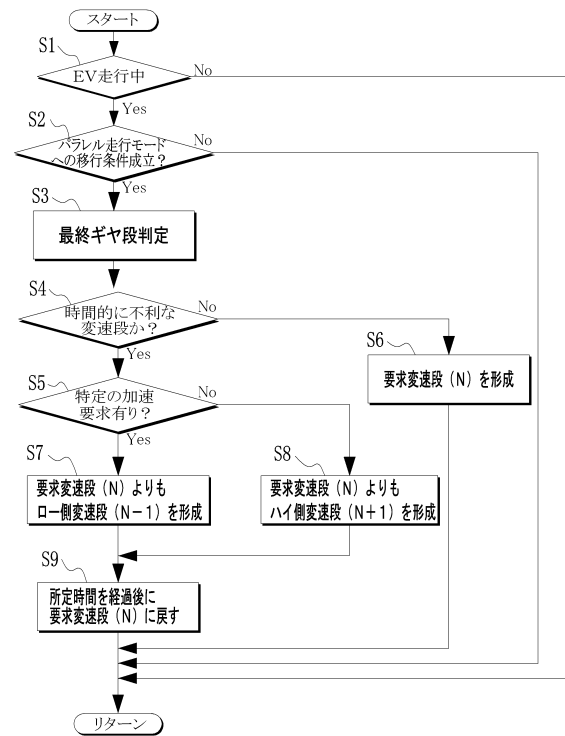 スタート
S1
EV走行中
No
Yes
S2
パラレル走行モード
への移行条件成立？
No
Yes
S3
最終ギヤ段判定
S4
時間的に不利な
変速段か？
No
Yes
S6
要求変速段（N）を形成
S5
特定の加速
要求有り？
No
Yes
S7
要求変速段（N）よりも
ロー側変速段（N－1）を形成
S8
要求変速段（N）よりも
ハイ側変速段（N＋1）を形成
S9
所定時間を経過後に
要求変速段（N）に戻す
リターン